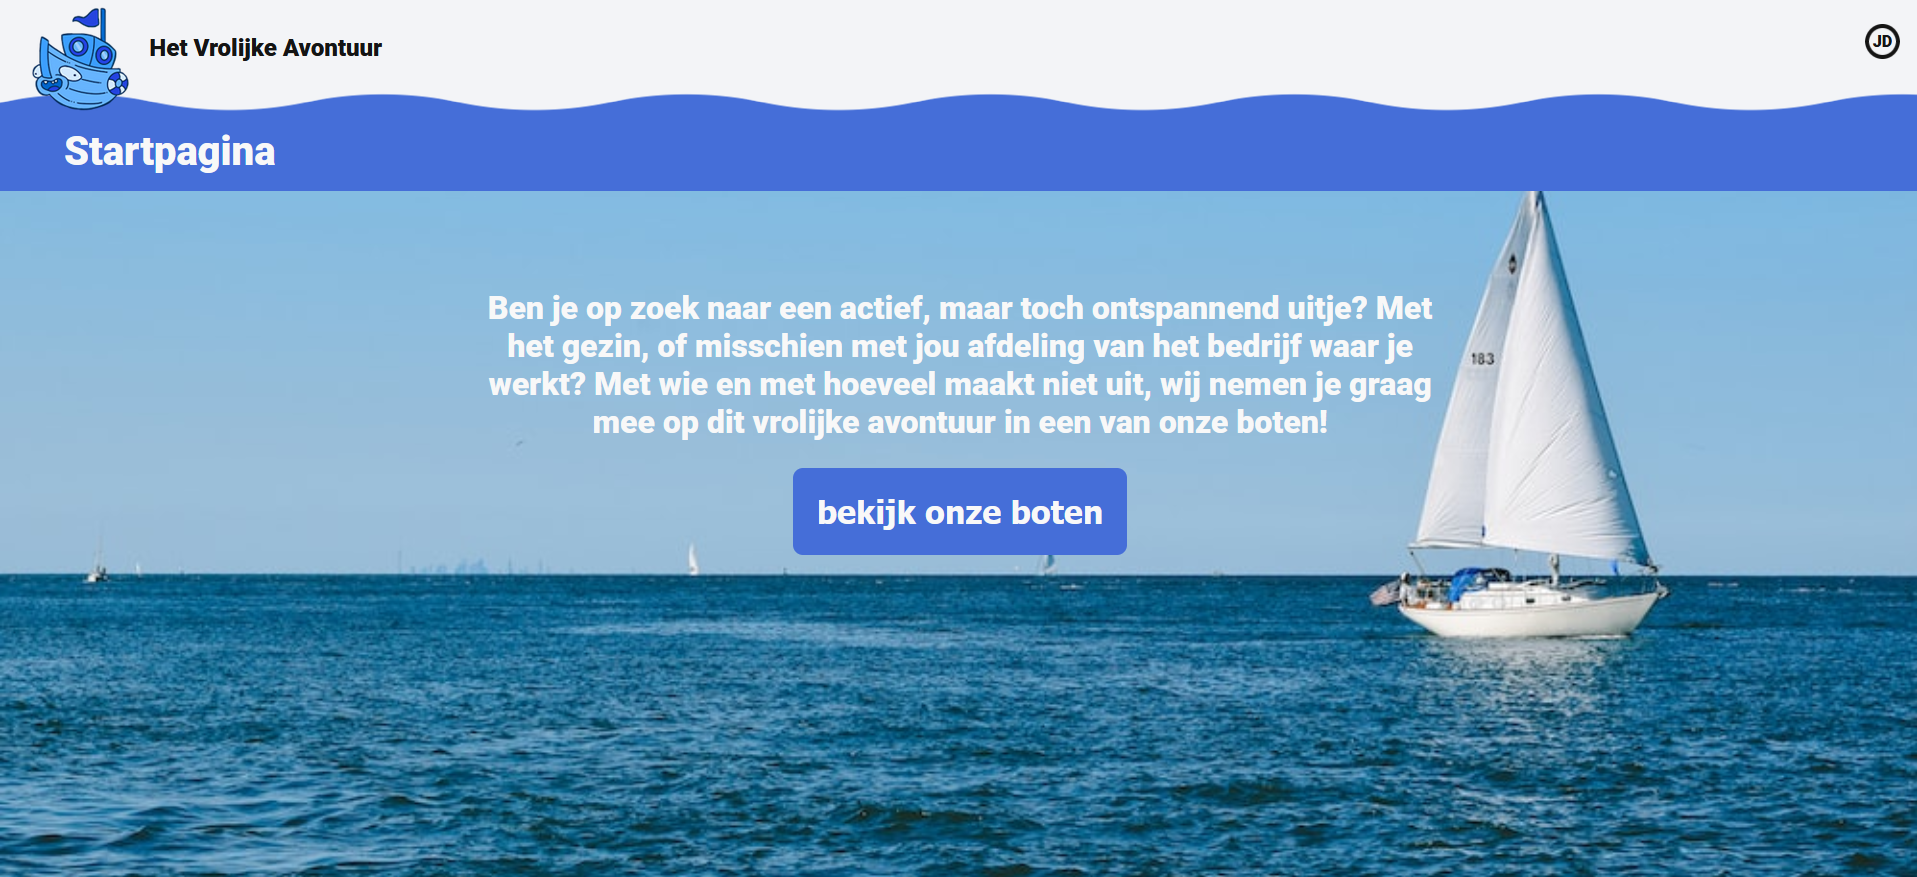 Het Vrolijke Avontuur
JD
Startpagina
Ben je op zoek naar een actief, maar toch ontspannend uitje? Met
het gezin, of misschien met jou afdeling van het bedrijf waar je
werkt? Met wie en met hoeveel maakt niet uit, wij nemen je graag
mee op dit vrolijke avontuur in een van onze boten!
183
bekijk onze boten